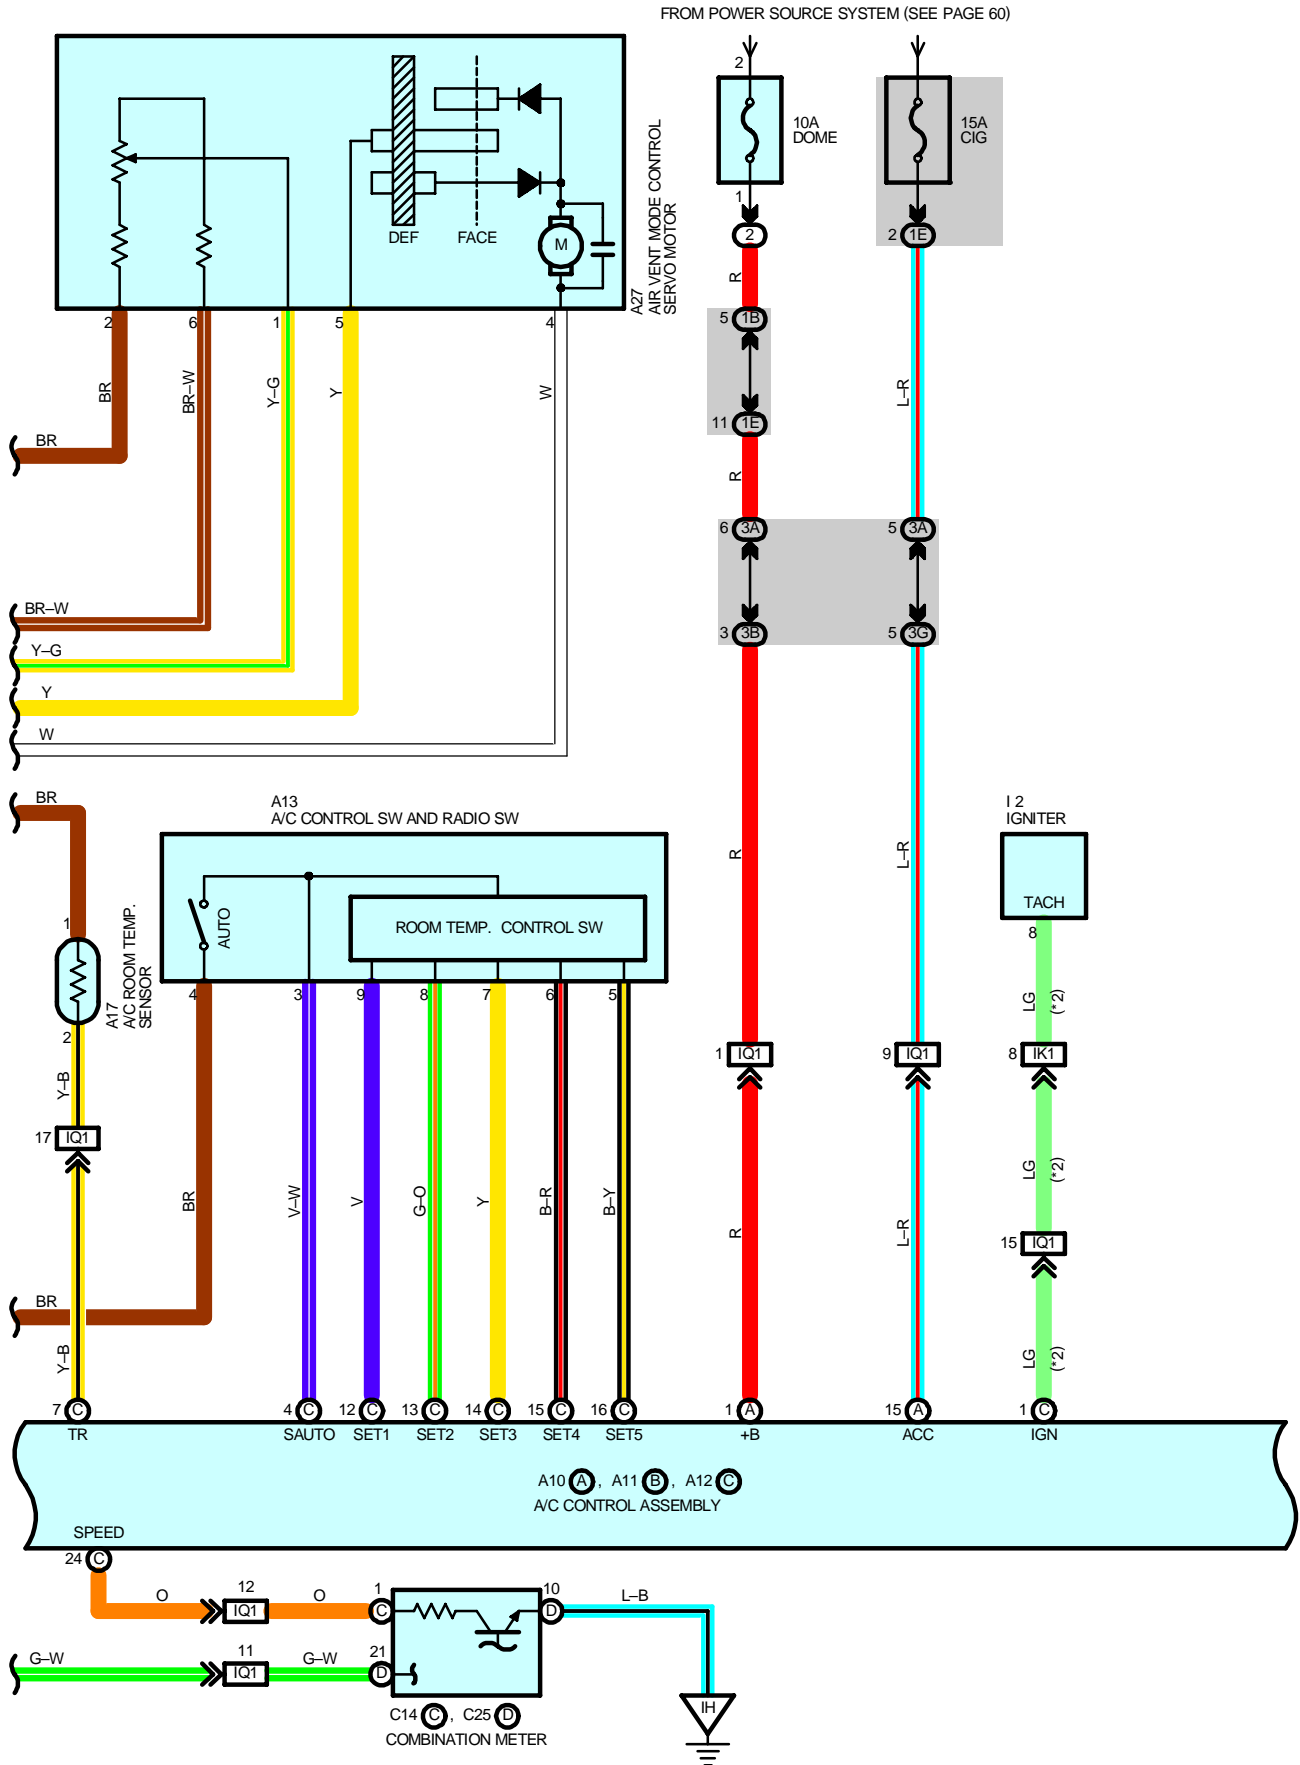 FROM POWER SOURCE SYSTEM (SEE PAGE 60)
2
10A
DOME
15A
CIG
1
2
2 1E
DEF
FACE
M
A27
AIR VENT MODE CONTROL
SERVO MOTOR
2
6
1
5
4
R
5 1B
11 1E
BR
BR–W
Y–G
Y
W
L–R
BR
R
6 3A
5 3A
3 3B
5 3G
BR–W
Y–G
Y
W
BR
A13
A/C CONTROL SW AND RADIO SW
I 2
IGNITER
TACH
8
R
L–R
AUTO
ROOM TEMP. CONTROL SW
1
A17
A/C ROOM TEMP.
SENSOR
2
4
3
9
8
7
6
5
LG
(*2)
1 IQ1
9 IQ1
8 IK1
Y–B
17 IQ1
BR
V–W
V
G–O
Y
B–R
B–Y
R
L–R
LG
(*2)
15 IQ1
BR
Y–B
LG
(*2)
7 C
4 C
12 C
13 C
14 C
15 C
16 C
1 A
15 A
1 C
TR
SAUTO
SET1
SET2
SET3
SET4
SET5
+B
ACC
IGN
A10 A , A11 B , A12 C
A/C CONTROL ASSEMBLY
SPEED
24 C
O
12
IQ1
O
1
C
10
D
L–B
G–W
11
IQ1
G–W
21
D
IH
C14 C , C25 D
COMBINATION METER